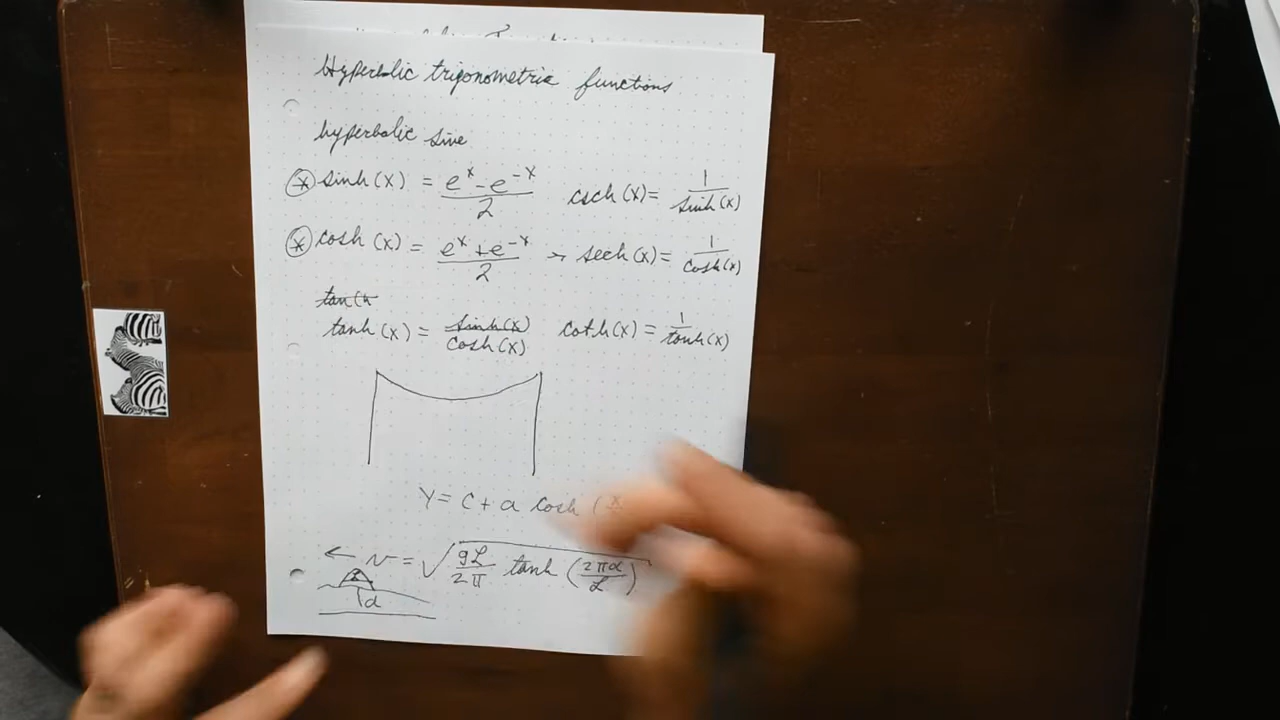 Hyperbolic trigonometric functions
hyperbolic sine
* sinh(x) = (e^x - e^-x)/2 csch(x) = 1/sinh(x)
* cosh(x) = (e^x + e^-x)/2 → sech(x) = 1/cosh(x)
tan(h
tanh(x) = sinh(x)/cosh(x) coth(x) = 1/tanh(x)
y = c + a cosh (x
← v = √(gL/2π tanh (2πd/L))
d